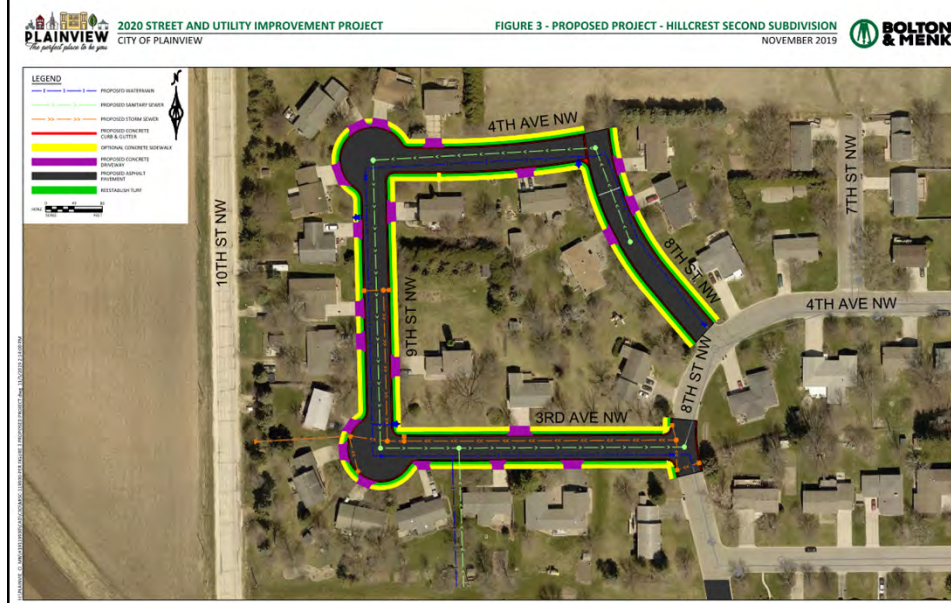 PLAINVIEW
The perfect place to be you
2020 STREET AND UTILITY IMPROVEMENT PROJECT
CITY OF PLAINVIEW
FIGURE 3 - PROPOSED PROJECT - HILLCREST SECOND SUBDIVISION
NOVEMBER 2019
BOLTON
& MENK
LEGEND
PROPOSED WATERMAIN
PROPOSED SANITARY SEWER
PROPOSED STORM SEWER
PROPOSED CONCRETE
CURB & GUTTER
OPTIONAL CONCRETE SIDEWALK
PROPOSED CONCRETE
DRIVEWAY
PROPOSED ASPHALT
PAVEMENT
REESTABLISH TURF
N
SCALE
FEET
4TH AVE NW
7TH ST NW
10TH ST NW
8TH ST NW
4TH AVE NW
9TH ST NW
8TH ST NW
3RD AVE NW